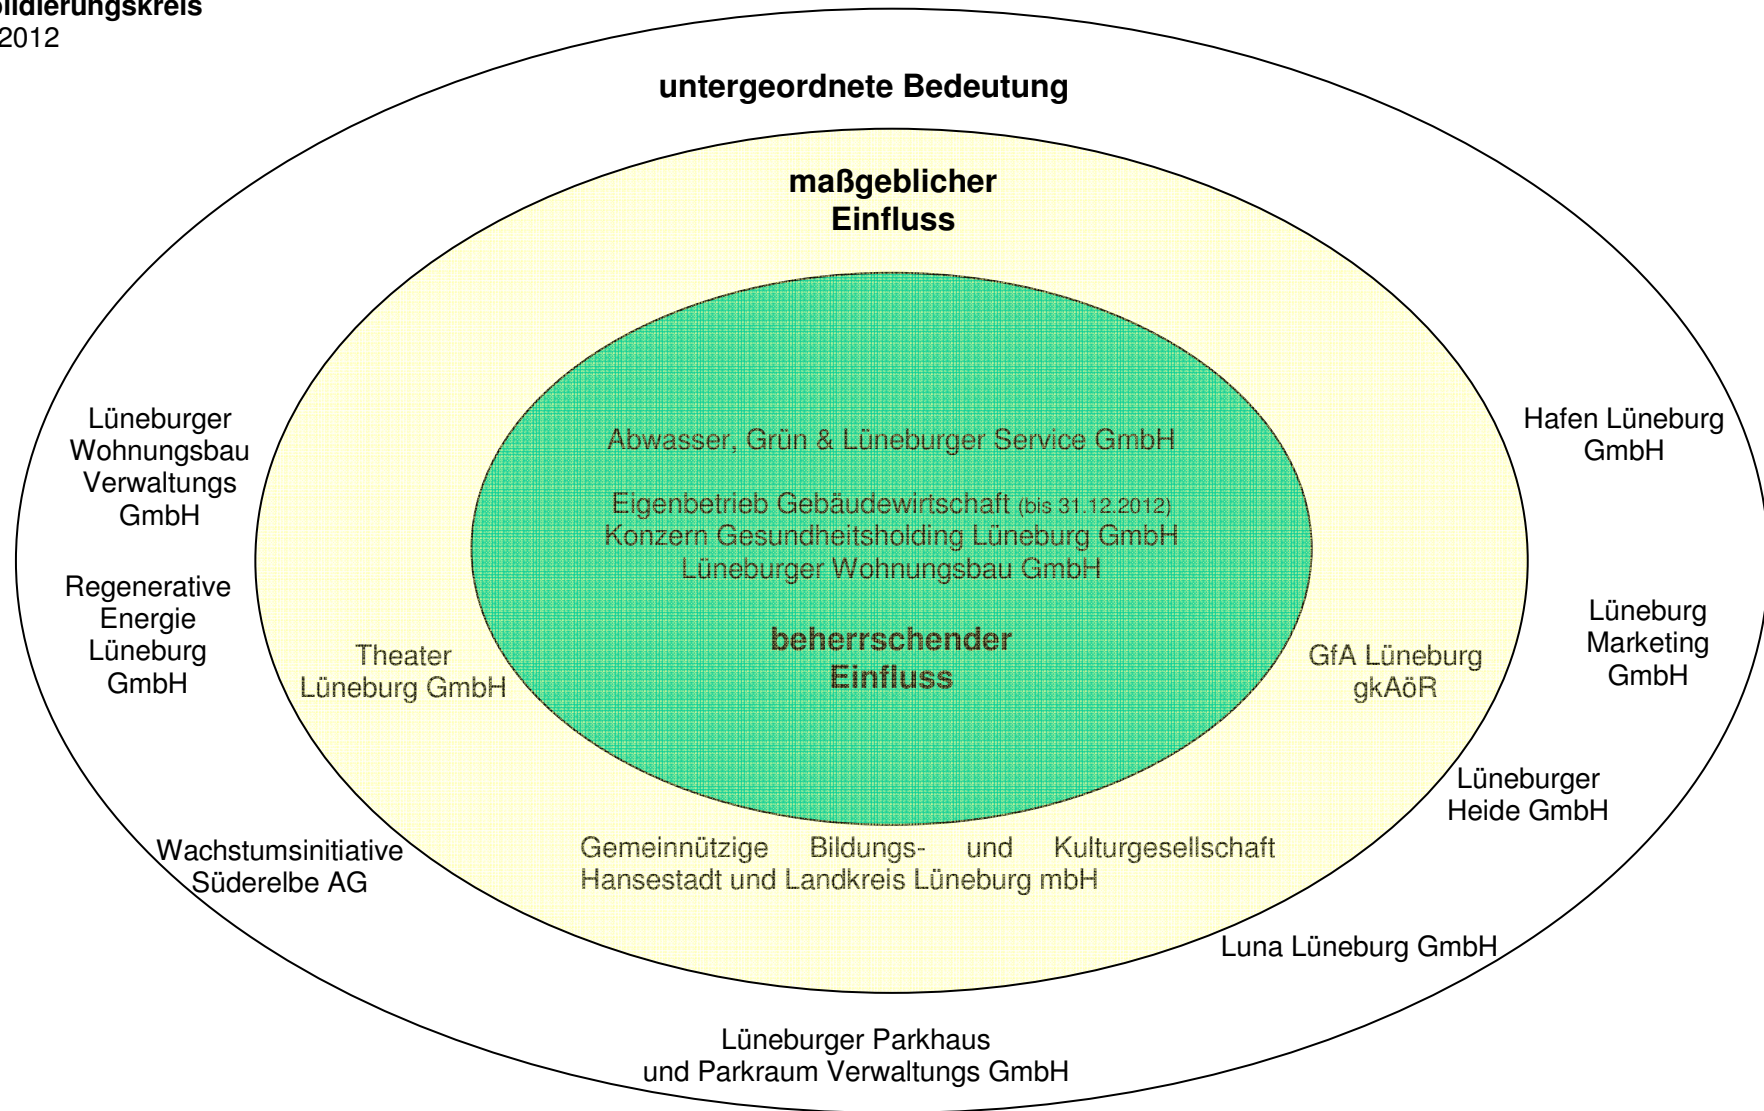 2012
untergeordnete Bedeutung
maßgeblicher
Einfluss
Abwasser, Grün & Lüneburger Service GmbH
Eigenbetrieb Gebäudewirtschaft (bis 31.12.2012)
Konzern Gesundheitsholding Lüneburg GmbH
Lüneburger Wohnungsbau GmbH
beherrschender
Einfluss
Lüneburger
Wohnungsbau
Verwaltungs
GmbH
Regenerative
Energie
Lüneburg
GmbH
Theater
Lüneburg GmbH
Wachstumsinitiative
Süderelbe AG
Gemeinnützige Bildungs- und Kulturgesellschaft
Hansestadt und Landkreis Lüneburg mbH
Hafen Lüneburg
GmbH
Lüneburg
Marketing
GmbH
GfA Lüneburg
gkAöR
Lüneburger
Heide GmbH
Luna Lüneburg GmbH
Lüneburger Parkhaus
und Parkraum Verwaltungs GmbH